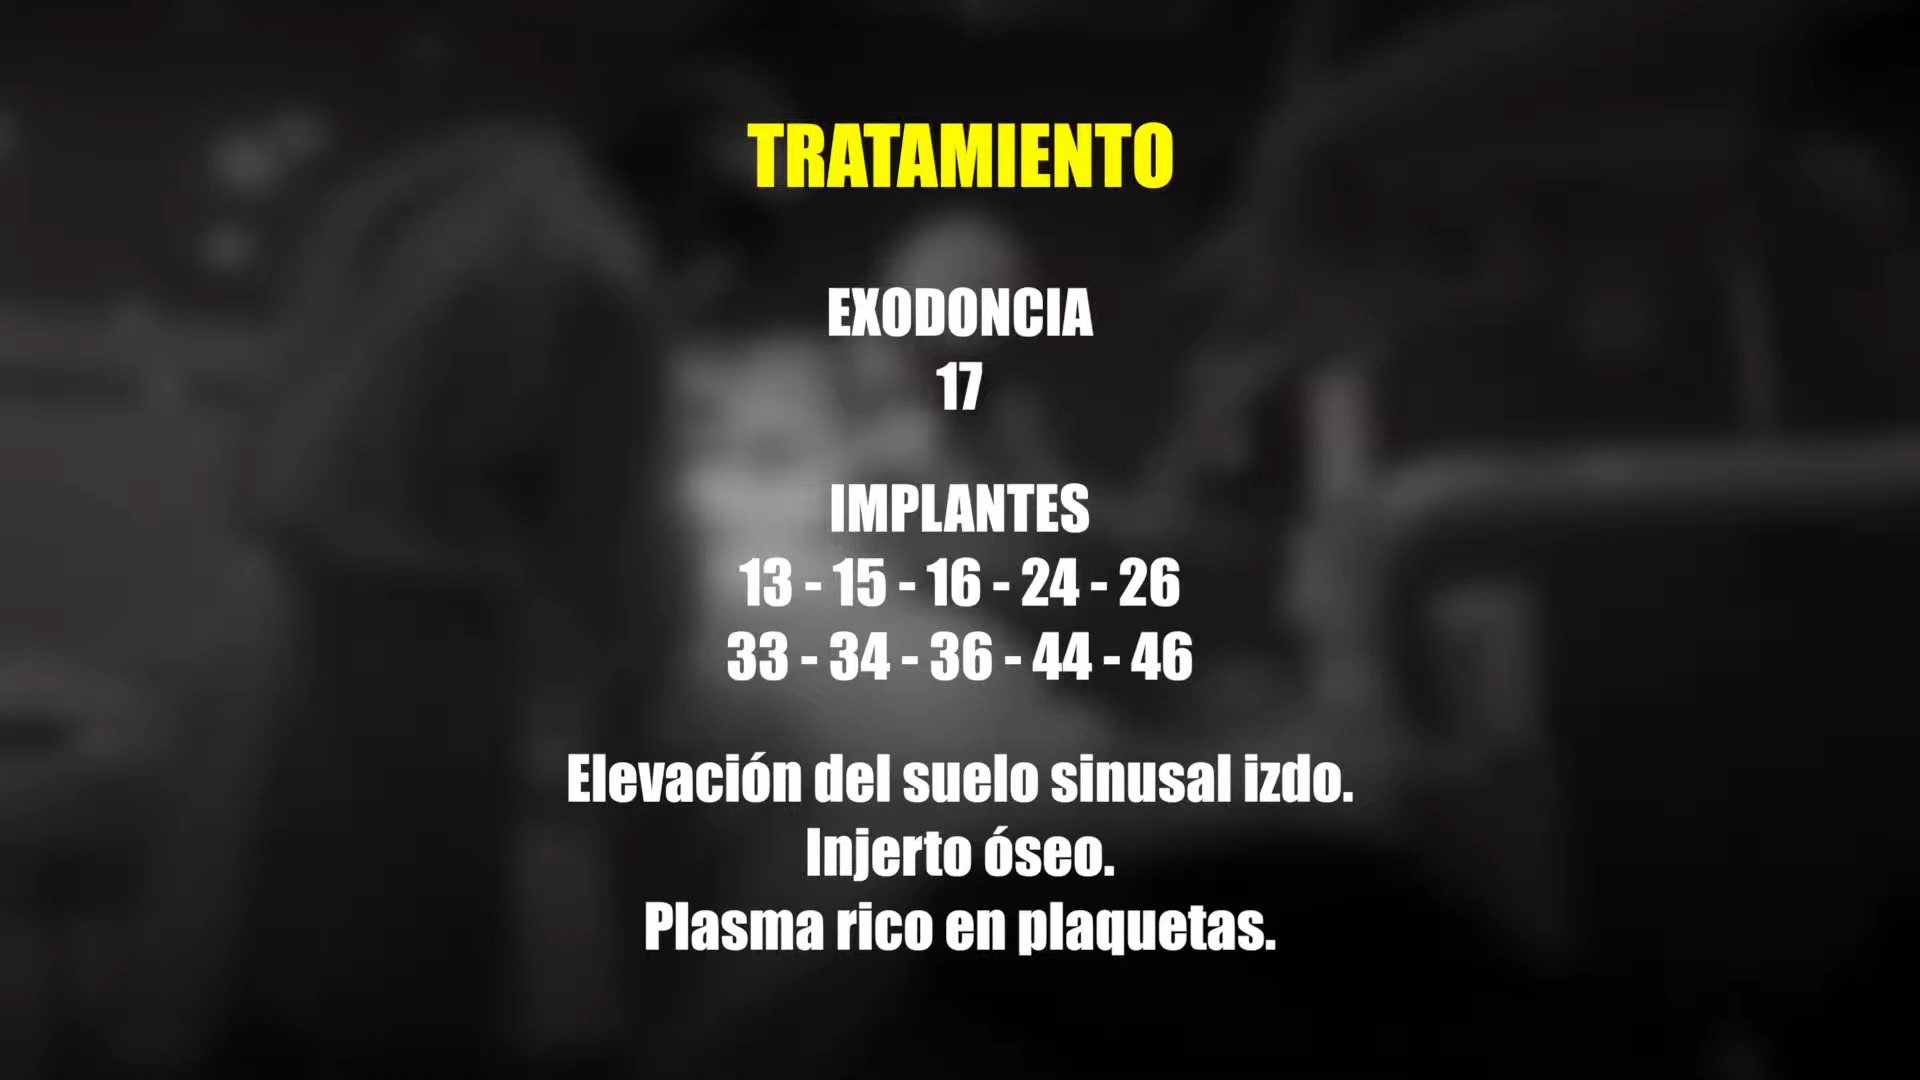 TRATAMIENTO
EXODONCIA
17
IMPLANTES
13 - 15 - 16 - 24 - 26
33 - 34 - 36 - 44 - 46
Elevación del suelo sinusal izdo.
Injerto óseo.
Plasma rico en plaquetas.